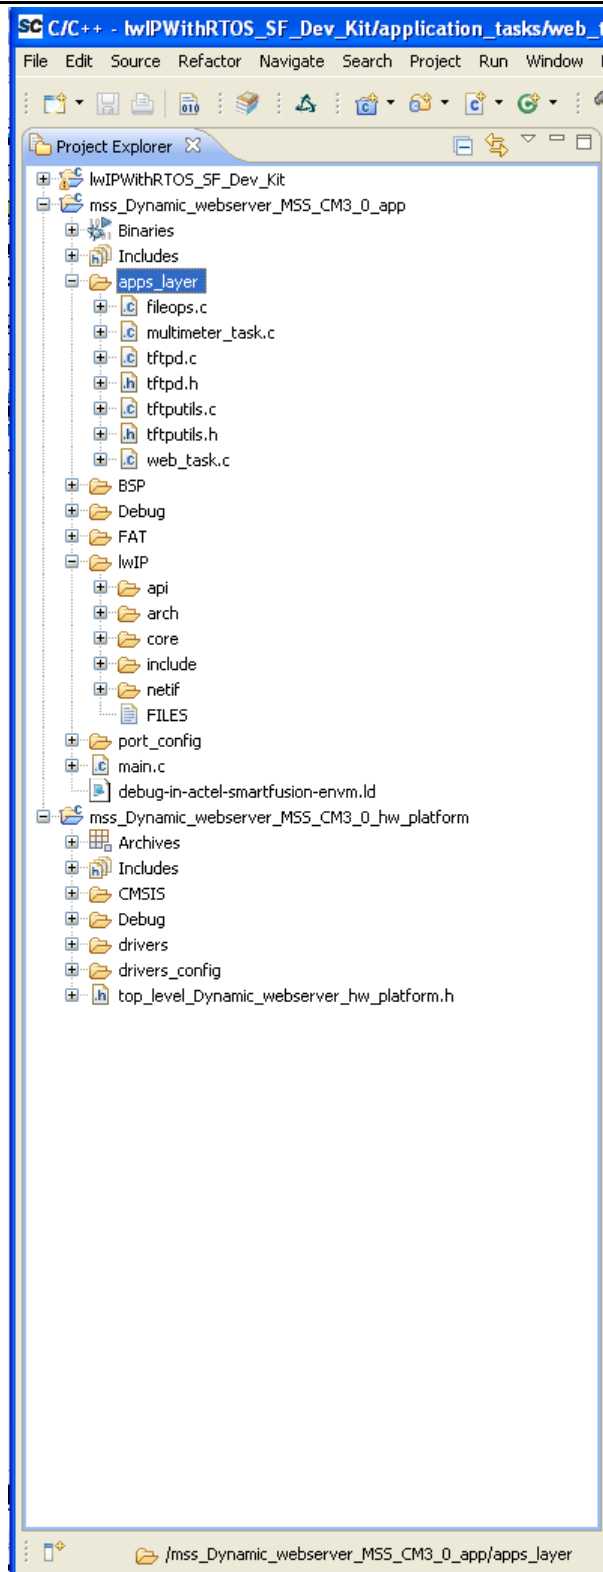 SC C/C++ - lwIPWithRTOS_SF_Dev_Kit/application_tasks/web_
File Edit Source Refactor Navigate Search Project Run Window
010
Project Explorer
lwIPWithRTOS_SF_Dev_Kit
mss_Dynamic_webserver_MSS_CM3_0_app
Binaries
Includes
apps_layer
fileops.c
multimeter_task.c
tftpd.c
tftpd.h
tftputils.c
tftputils.h
web_task.c
BSP
Debug
FAT
lwIP
api
arch
core
include
netif
FILES
port_config
main.c
debug-in-actel-smartfusion-envm.ld
mss_Dynamic_webserver_MSS_CM3_0_hw_platform
Archives
Includes
CMSIS
Debug
drivers
drivers_config
top_level_Dynamic_webserver_hw_platform.h
/mss_Dynamic_webserver_MSS_CM3_0_app/apps_layer